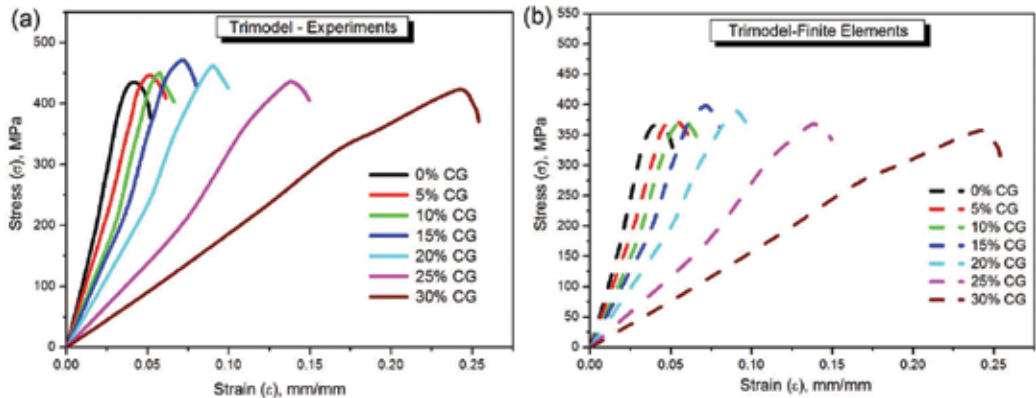 (a)
Trimodel - Experiments
500
400
300
200
100
0
Stress (σ), MPa
0% CG
5% CG
10% CG
15% CG
20% CG
25% CG
30% CG
0.00 0.05 0.10 0.15 0.20 0.25
Strain (ε), mm/mm
(b)
Trimodel-Finite Elements
550
500
450
400
350
300
250
200
150
100
50
0
Stress (σ), MPa
0% CG
5% CG
10% CG
15% CG
20% CG
25% CG
30% CG
0.00 0.05 0.10 0.15 0.20 0.25
Strain (ε), mm/mm